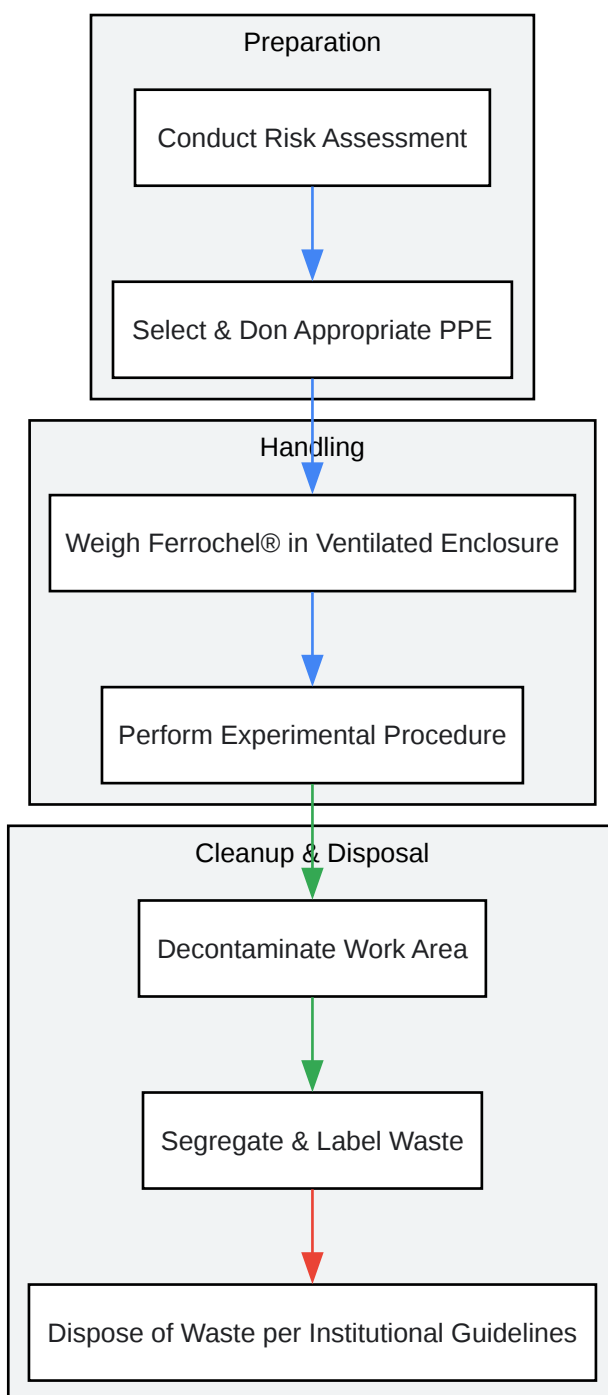 Preparation
Conduct Risk Assessment
Select & Don Appropriate PPE
Handling
Weigh Ferrochel® in Ventilated Enclosure
Perform Experimental Procedure
Cleanup & Disposal
Decontaminate Work Area
Segregate & Label Waste
Dispose of Waste per Institutional Guidelines